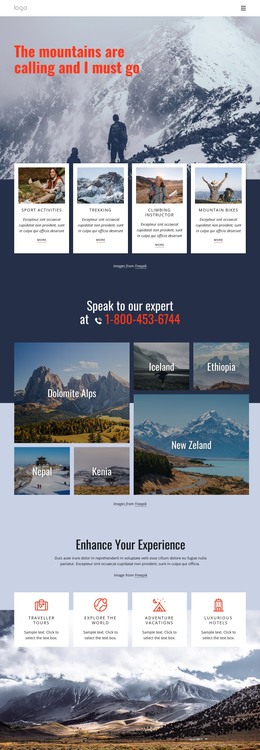 logo
The mountains are
calling and I must go
SPORT ACTIVITIES
Excepteur sint occaecat
cupidatat non proident, sunt
in culpa qui officia deserunt
MORE
TREKKING
Excepteur sint occaecat
cupidatat non proident, sunt
in culpa qui officia deserunt
MORE
CLIMBING
INSTRUCTOR
Excepteur sint occaecat
cupidatat non proident, sunt
in culpa qui officia deserunt
MORE
MOUNTAIN BIKES
Excepteur sint occaecat
cupidatat non proident, sunt
in culpa qui officia deserunt
MORE
Images from Freepik
Speak to our expert
at 1-800-453-6744
Dolomite Alps
Iceland
Ethiopia
New Zeland
Nepal
Kenia
Images from Freepik
Enhance Your Experience
Duis aute irure dolor in reprehenderit in voluptate velit esse cillum dolore eu fugiat nulla
pariatur. Excepteur sint occaecat cupidatat non proident, sunt in culpa qui officia.
Image from Freepik
TRAVELLER
TOURS
Sample text. Click to
select the text box.
EXPLORE THE
WORLD
Sample text. Click to
select the text box.
ADVENTURE
VACATIONS
Sample text. Click to
select the text box.
LUXURIOUS
HOTELS
Sample text. Click to
select the text box.